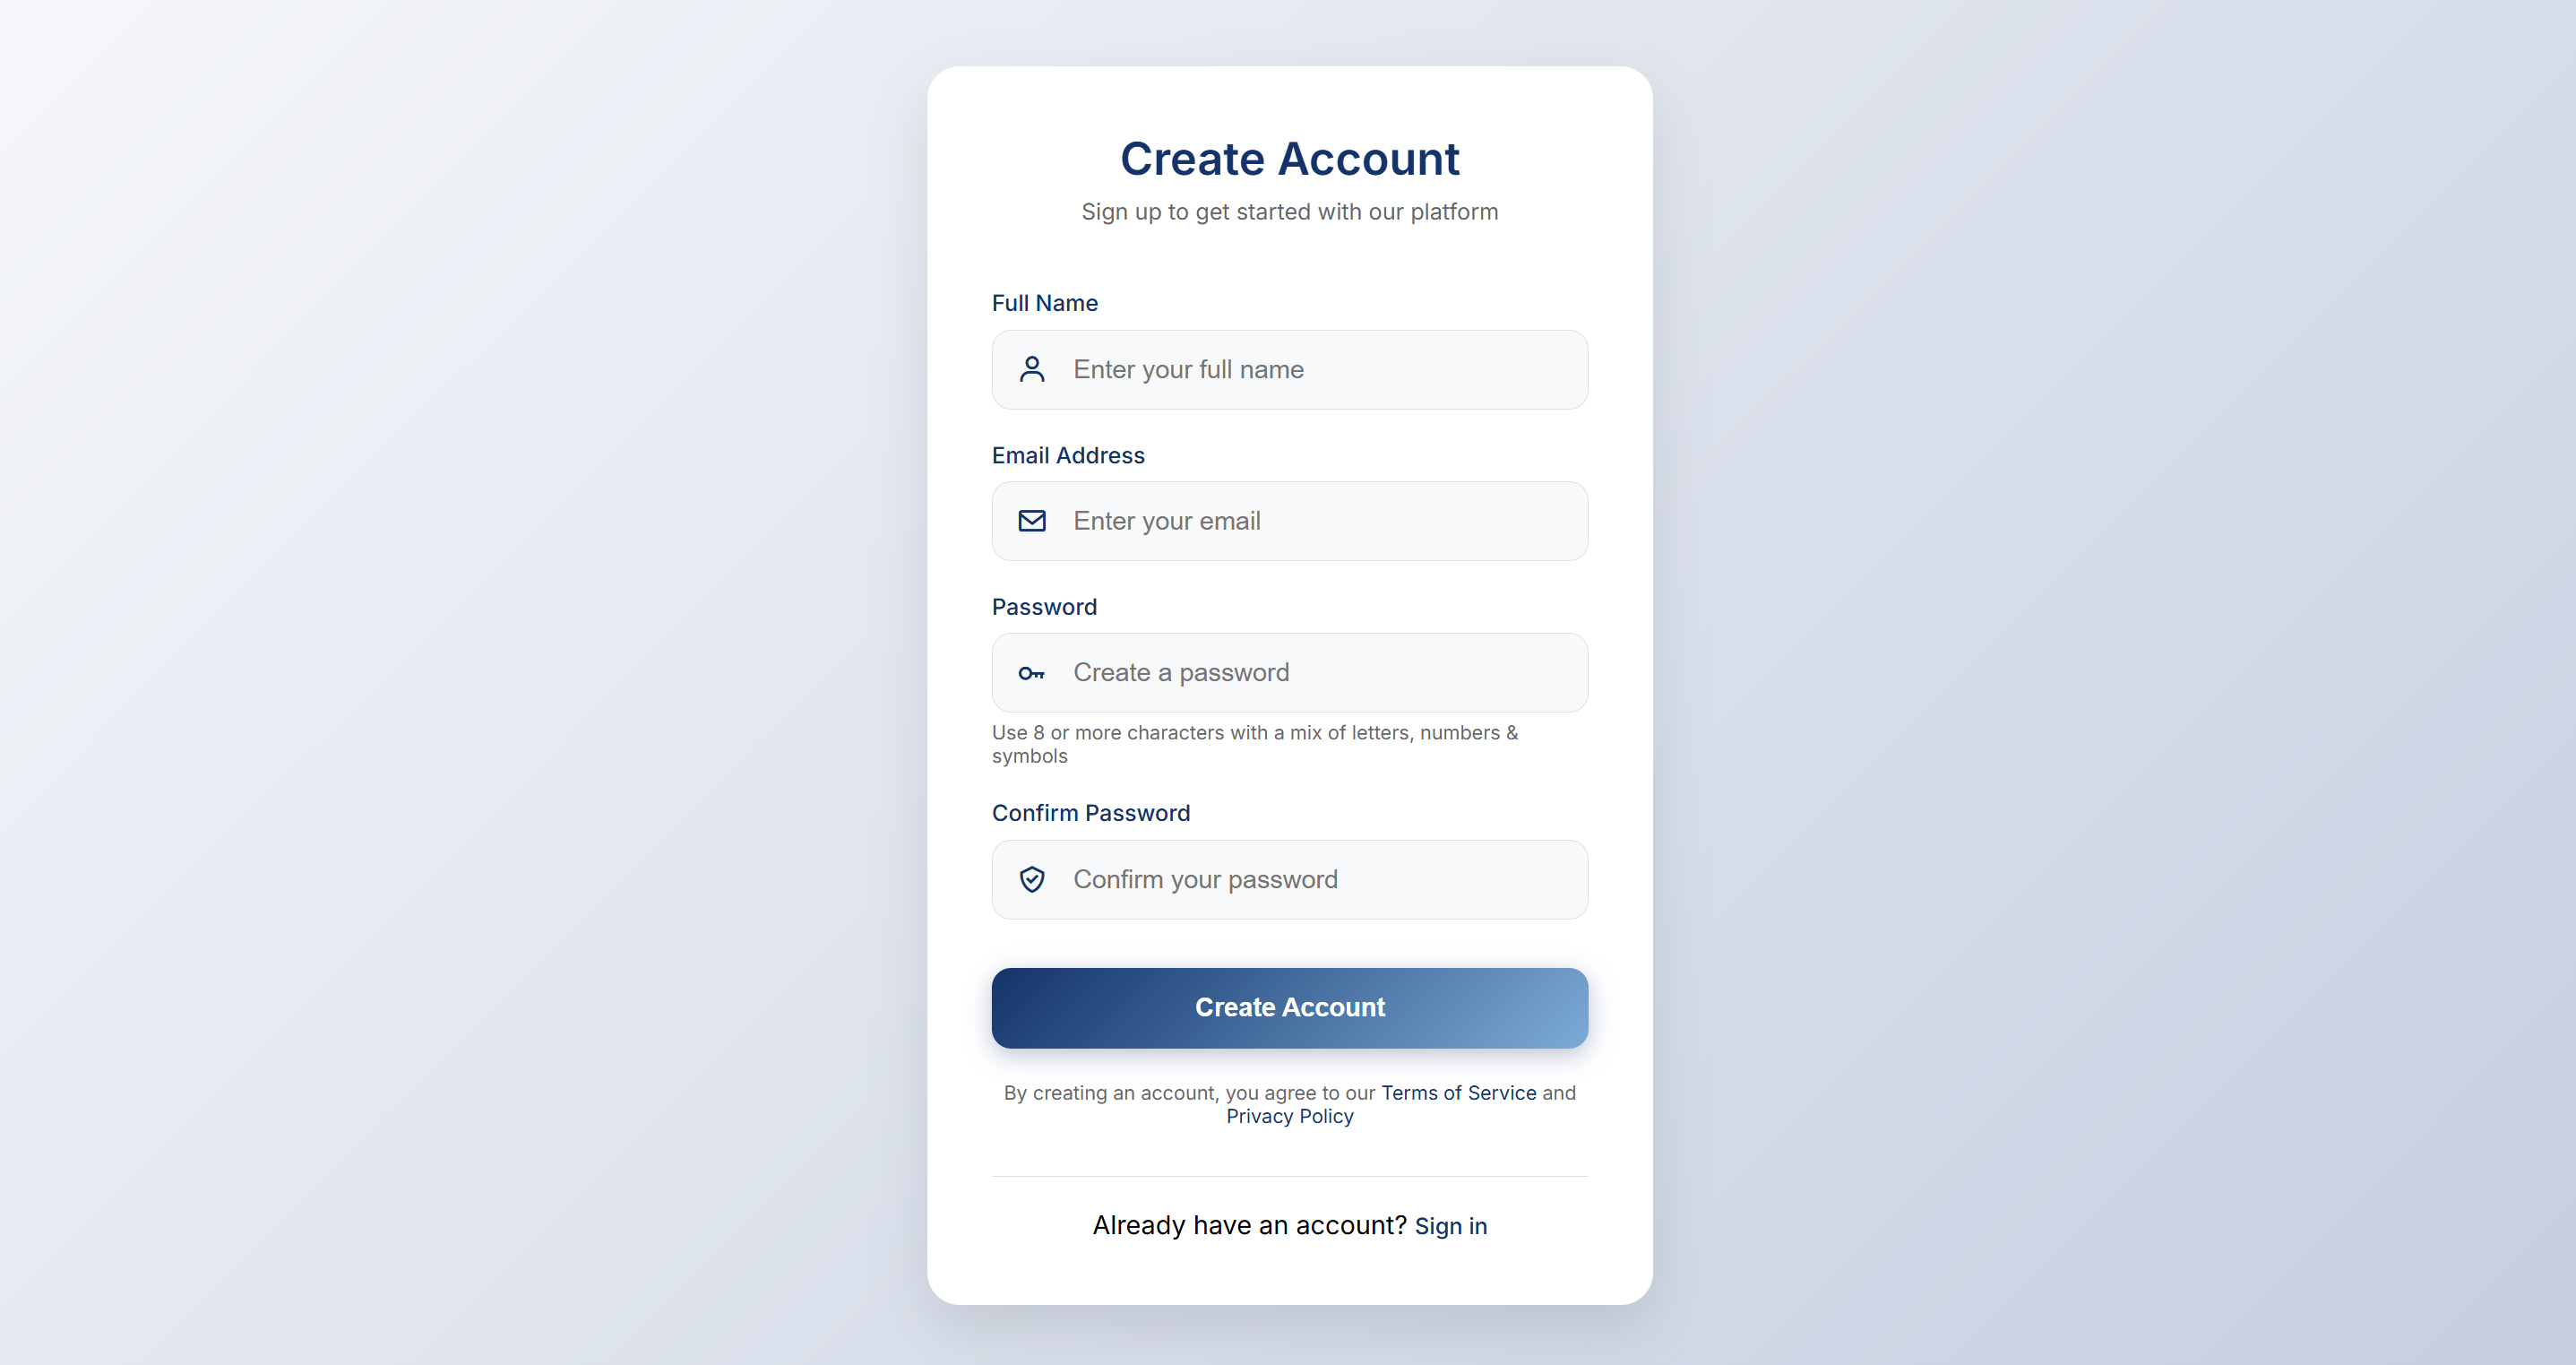 Create Account
Sign up to get started with our platform
Full Name
Enter your full name
Email Address
Enter your email
Password
Create a password
Use 8 or more characters with a mix of letters, numbers &
symbols
Confirm Password
Confirm your password
Create Account
By creating an account, you agree to our Terms of Service and
Privacy Policy
Already have an account? Sign in